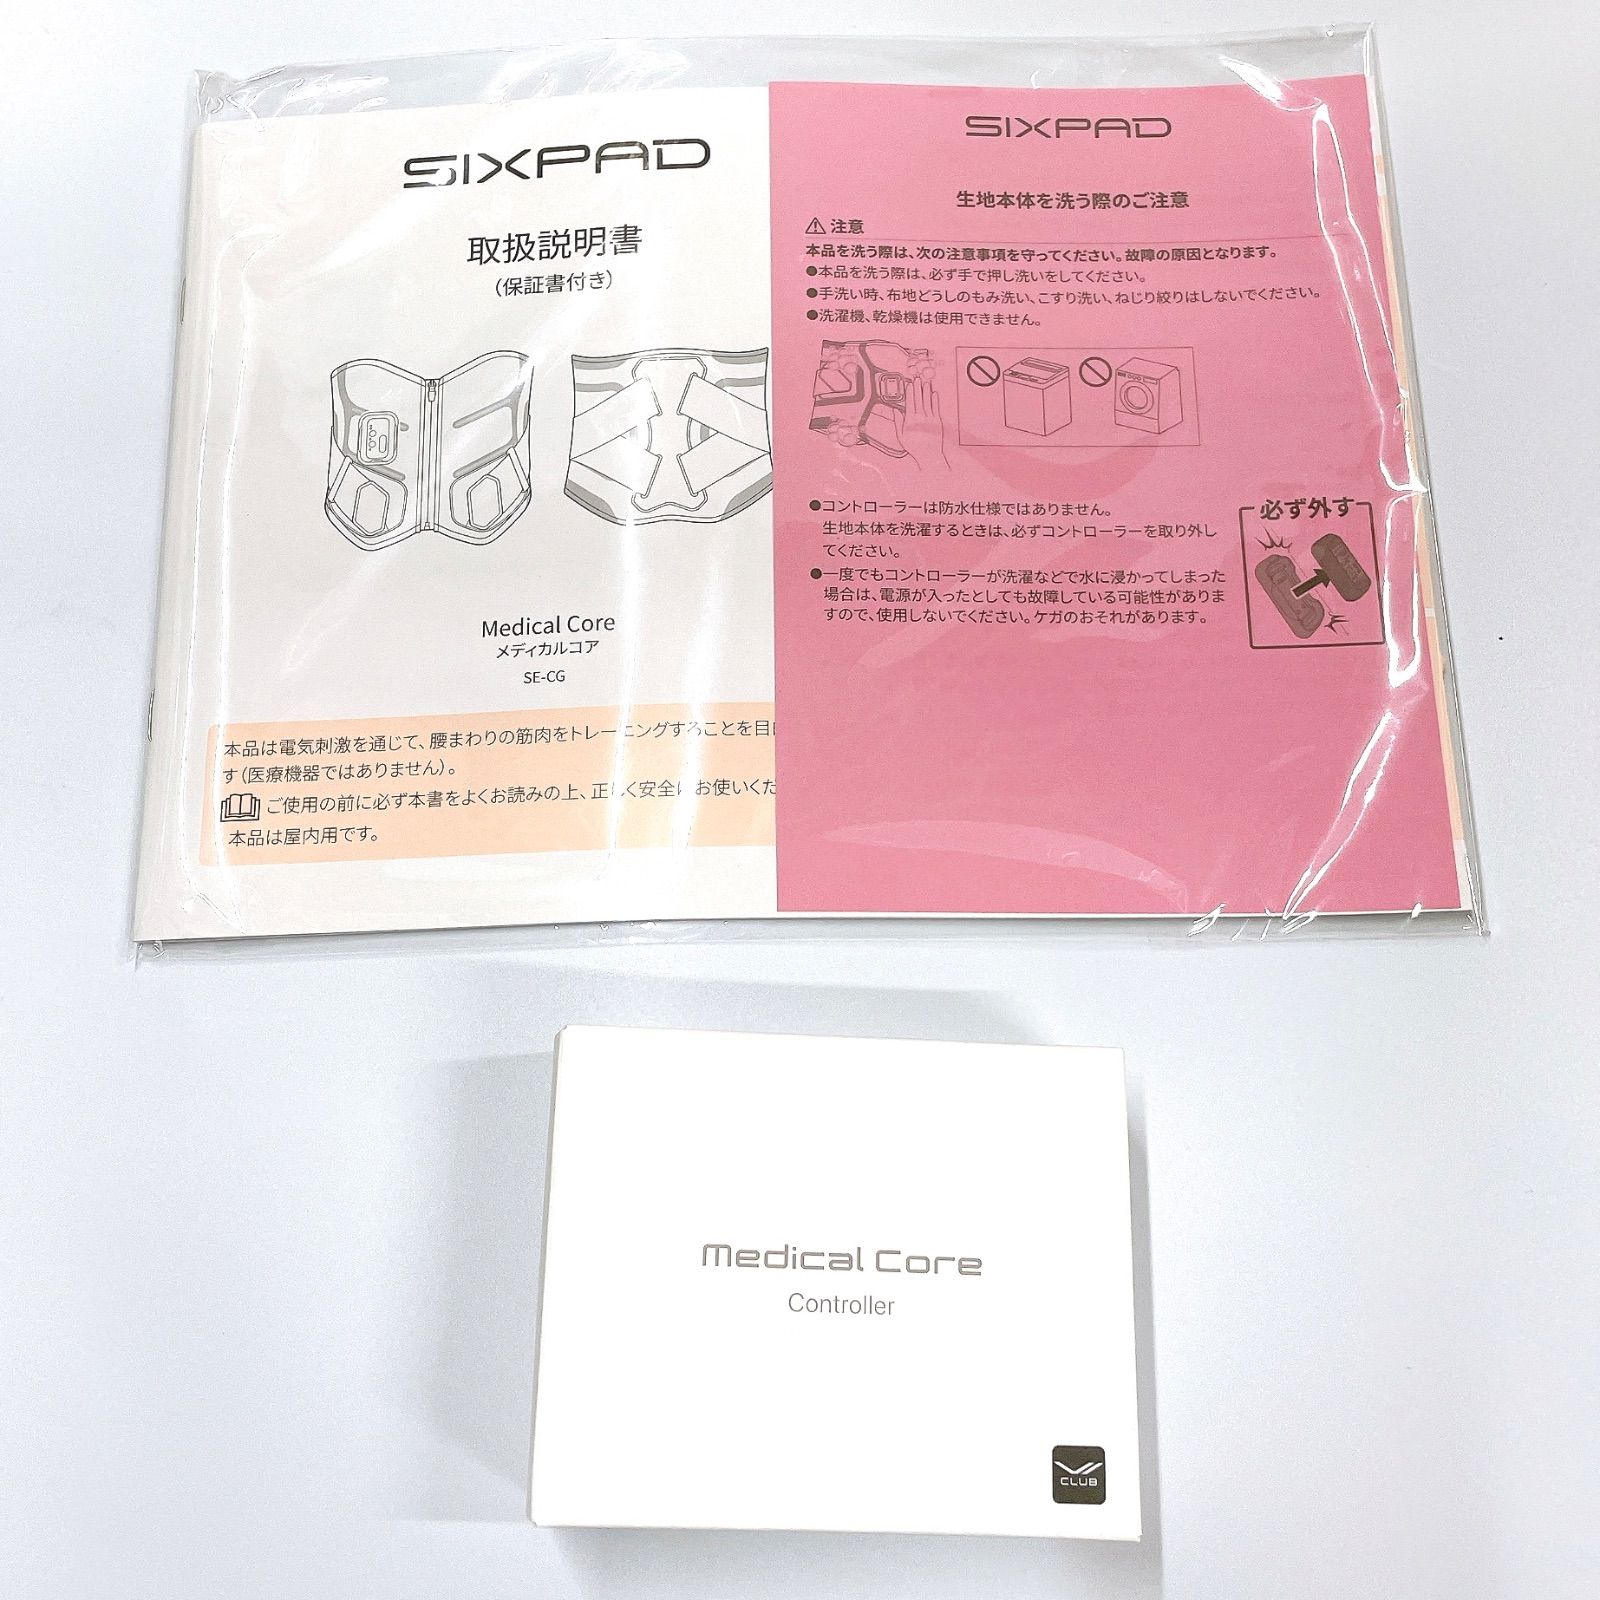 SIXPAD
取扱説明書
（保証書付き）
Medical Core
メディカルコア
SE-CG
本品は電気刺激を通じて、腰まわりの筋肉をトレーニングすることを目
す（医療機器ではありません）。
ご使用の前に必ず本書をよくお読みの上、正しく安全にお使いくだ
本品は屋内用です。
SIXPAD
生地本体を洗う際のご注意
注意
本品を洗う際は、次の注意事項を守ってください。故障の原因となります。
●本品を洗う際は、必ず手で押し洗いをしてください。
●手洗い時、布地どうしのもみ洗い、こすり洗い、ねじり絞りはしないでください。
●洗濯機、乾燥機は使用できません。
●コントローラーは防水仕様ではありません。
生地本体を洗濯するときは、必ずコントローラーを取り外し
てください。
●一度でもコントローラーが洗濯などで水に浸かってしまった
場合は、電源が入ったとしても故障している可能性がありま
すので、使用しないでください。ケガのおそれがあります。
必ず外す
Medical Core
Controller
CLUB